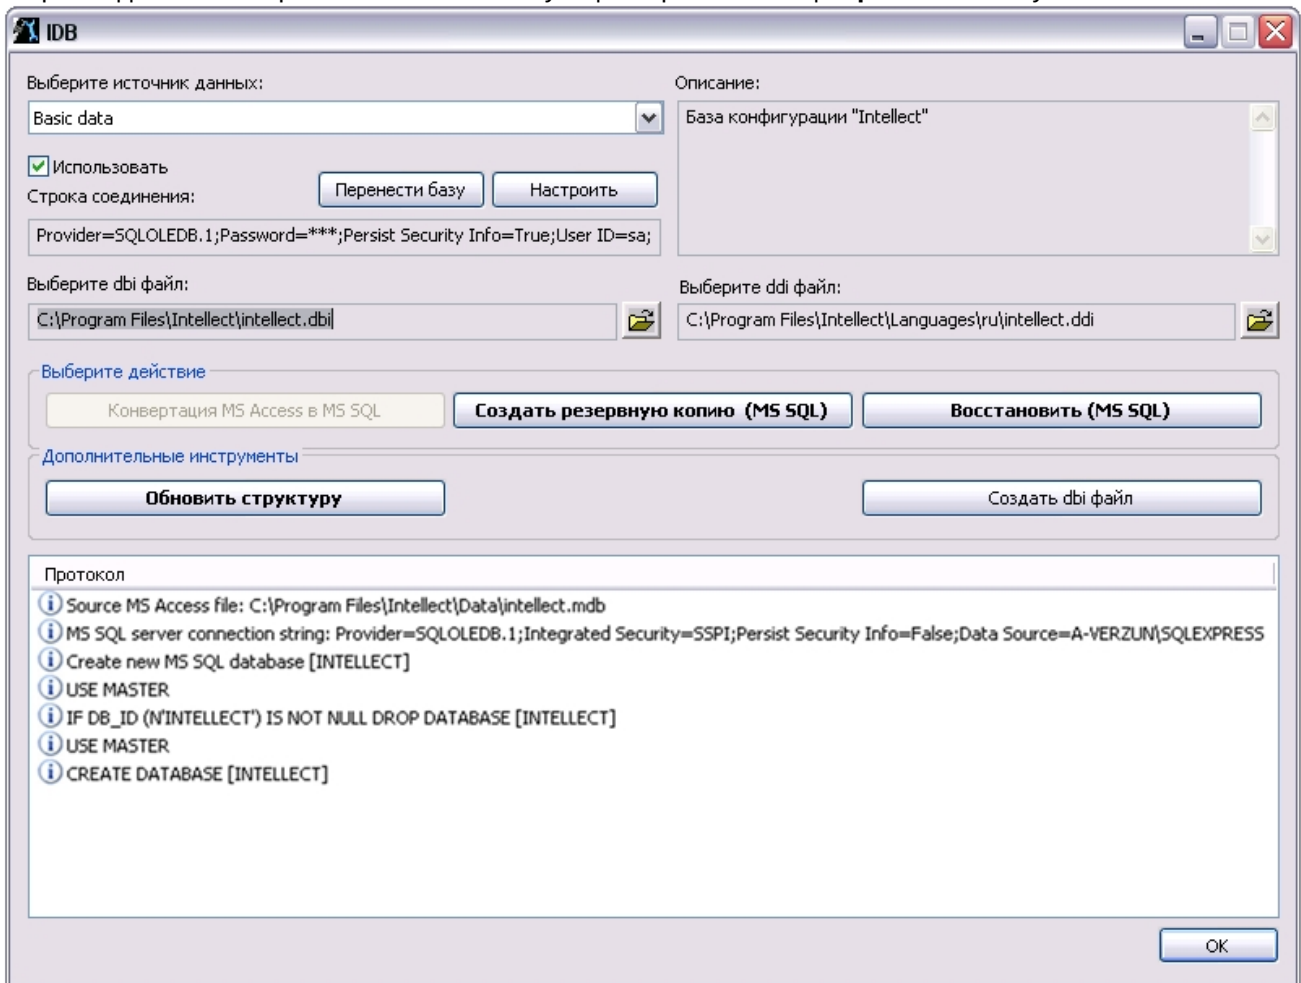 IDB
Выберите источник данных:
Описание:
Basic data
База конфигурации "Intellect"
Использовать
Строка соединения:
Перенести базу
Настроить
Provider=SQLOLEDB.1;Password=***;Persist Security Info=True;User ID=sa;
Выберите dbi файл:
Выберите ddi файл:
C:\Program Files\Intellect\intellect.dbi
C:\Program Files\Intellect\Languages\ru\intellect.ddi
Выберите действие
Конвертация MS Access в MS SQL
Создать резервную копию (MS SQL)
Восстановить (MS SQL)
Дополнительные инструменты
Обновить структуру
Создать dbi файл
Протокол
Source MS Access file: C:\Program Files\Intellect\Data\intellect.mdb
MS SQL server connection string: Provider=SQLOLEDB.1;Integrated Security=SSPI;Persist Security Info=False;Data Source=A-VERZUN\SQLEXPRESS
Create new MS SQL database [INTELLECT]
USE MASTER
IF DB_ID (N'INTELLECT') IS NOT NULL DROP DATABASE [INTELLECT]
USE MASTER
CREATE DATABASE [INTELLECT]
OK